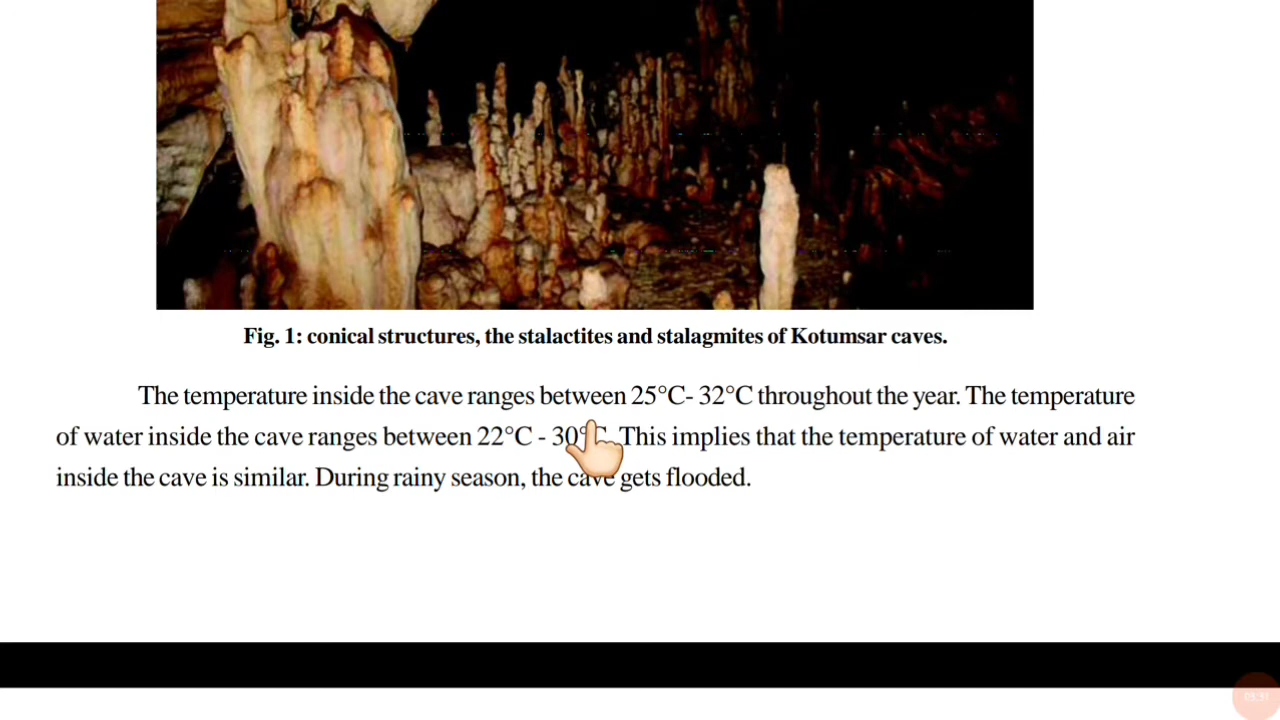 Fig. 1: conical structures, the stalactites and stalagmites of Kotumsar caves.
The temperature inside the cave ranges between 25°C- 32°C throughout the year. The temperature
of water inside the cave ranges between 22°C - 30°C. This implies that the temperature of water and air
inside the cave is similar. During rainy season, the cave gets flooded.